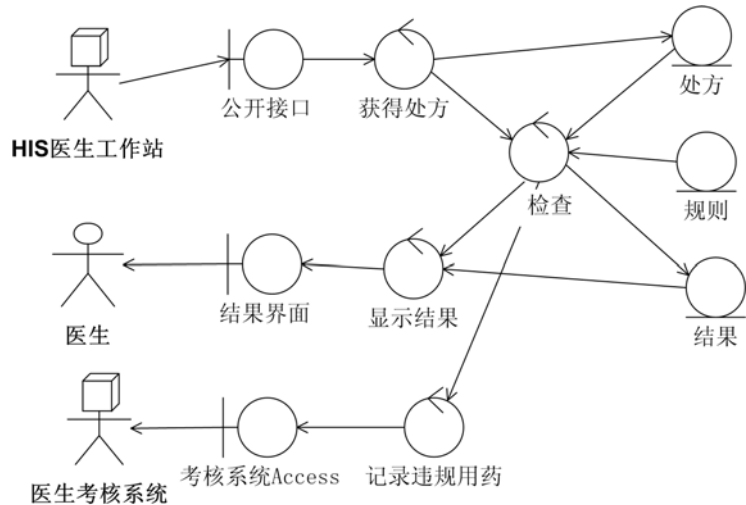 公开接口
获得处方
处方
HIS医生工作站
检查
规则
医生
结果界面
显示结果
结果
医生考核系统
考核系统Access
记录违规用药